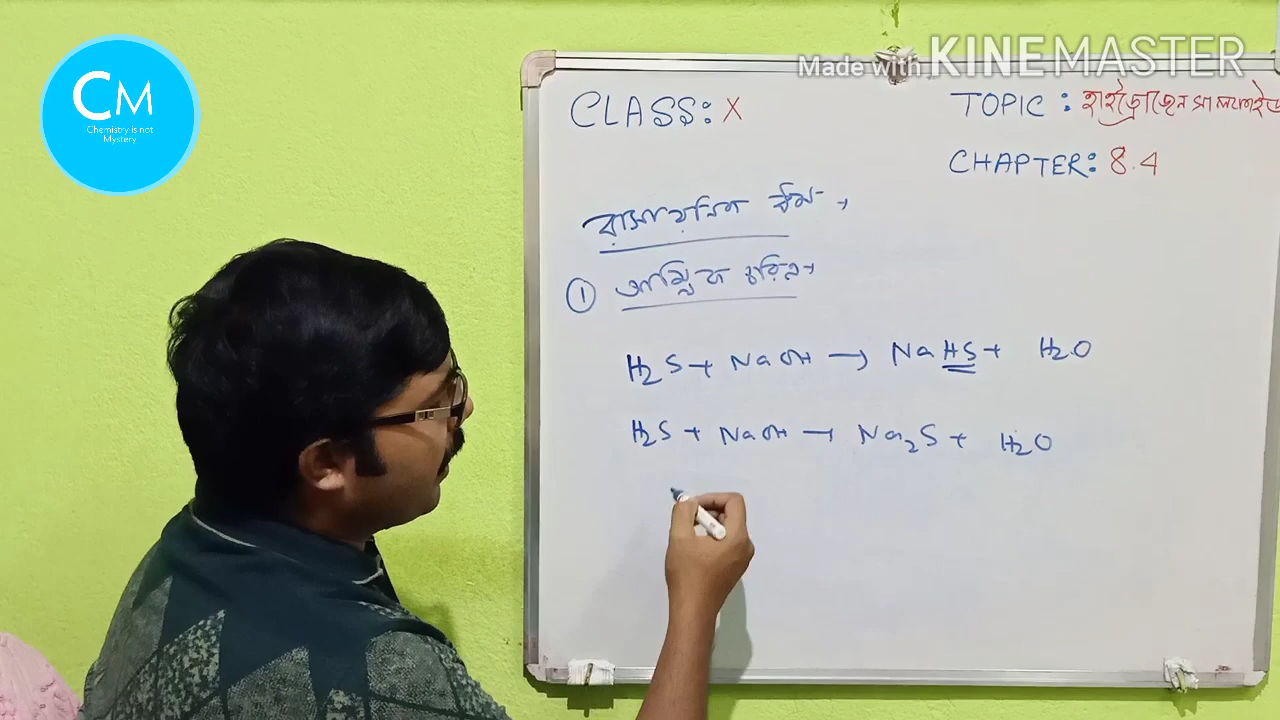 CM
Chemistry is not
Mystery
Made with KINEMASTER
CLASS: X
TOPIC : হাইড্রোজেন সালফাইড
CHAPTER: 8.4
রাসায়নিক ধর্ম →
① আম্লিক চরিত্র →
H₂S + NaOH → NaHS + H₂O
H₂S + NaOH → Na₂S + H₂O